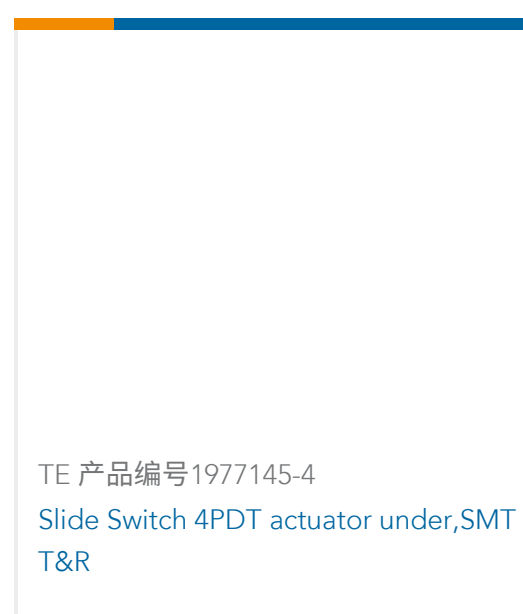 TE 产品编号1977145-4
Slide Switch 4PDT actuator under,SMT
T&R